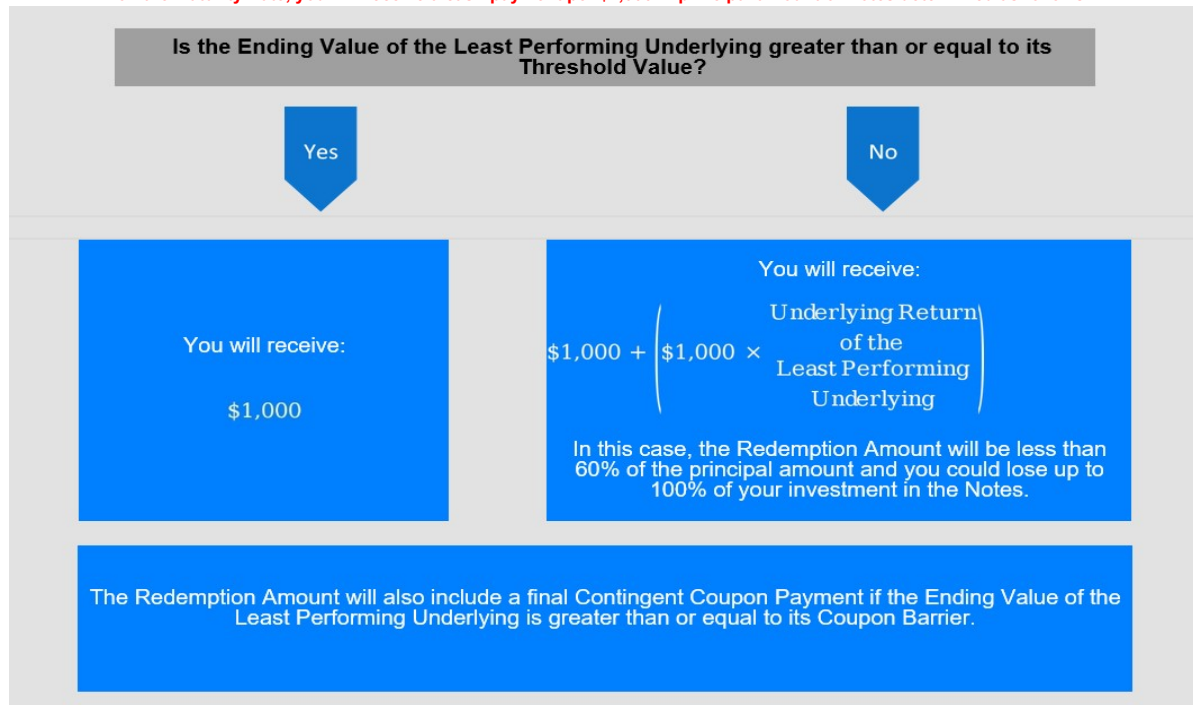 Is the Ending Value of the Least Performing Underlying greater than or equal to its
Threshold Value?
Yes
No
You will receive:
$1,000
You will receive:
$1,000 + ($1,000 × Underlying Return
of the
Least Performing
Underlying)
In this case, the Redemption Amount will be less than
60% of the principal amount and you could lose up to
100% of your investment in the Notes.
The Redemption Amount will also include a final Contingent Coupon Payment if the Ending Value of the
Least Performing Underlying is greater than or equal to its Coupon Barrier.